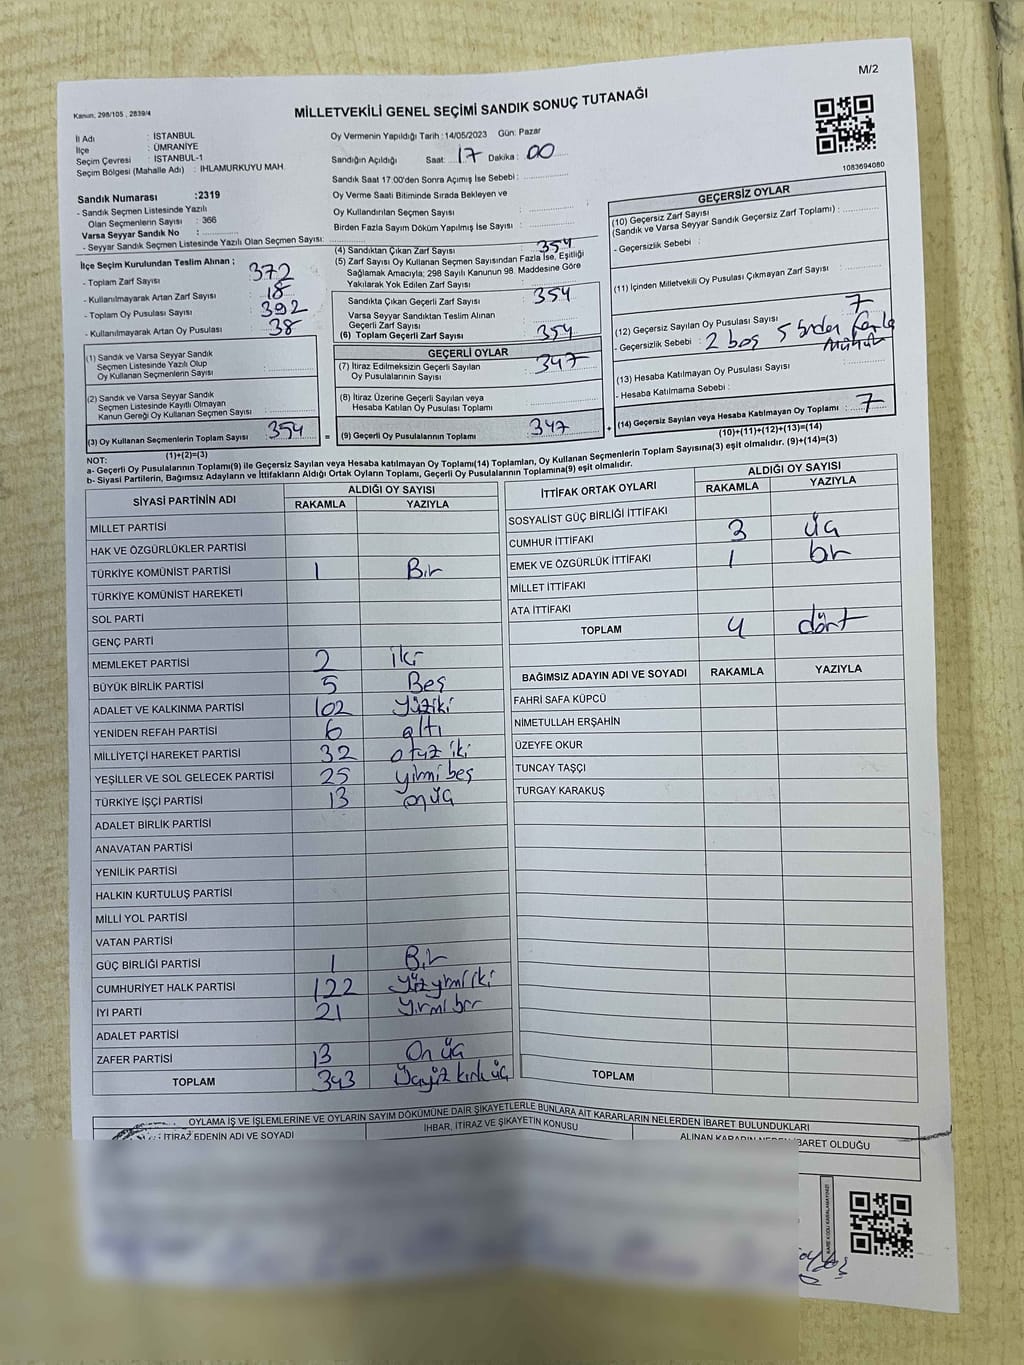 M/2
Kanun, 298/105 , 2839/4
MİLLETVEKİLİ GENEL SEÇİMİ SANDIK SONUÇ TUTANAĞI
İl Adı : İSTANBUL
İlçe : ÜMRANİYE
Seçim Çevresi : İSTANBUL-1
Seçim Bölgesi (Mahalle Adı) : IHLAMURKUYU MAH.
Oy Vermenin Yapıldığı Tarih : 14/05/2023 Gün: Pazar
Sandığın Açıldığı Saat: 17 Dakika: 00
Sandık Saat 17:00'den Sonra Açımış İse Sebebi :
Oy Verme Saati Bitiminde Sırada Bekleyen ve
Oy Kullandırılan Seçmen Sayısı :
Birden Fazla Sayım Döküm Yapılmış İse Sayısı :
1083694080
Sandık Numarası :2319
- Sandık Seçmen Listesinde Yazılı
Olan Seçmenlerin Sayısı : 366
Varsa Seyyar Sandık No :
- Seyyar Sandık Seçmen Listesinde Yazılı Olan Seçmen Sayısı:
İlçe Seçim Kurulundan Teslim Alınan ;
- Toplam Zarf Sayısı : 372
- Kullanılmayarak Artan Zarf Sayısı : 18
- Toplam Oy Pusulası Sayısı : 392
- Kullanılmayarak Artan Oy Pusulası : 38
(1) Sandık ve Varsa Seyyar Sandık
Seçmen Listesinde Yazılı Olup
Oy Kullanan Seçmenlerin Sayısı :
(2) Sandık ve Varsa Seyyar Sandık
Seçmen Listesinde Kayıtlı Olmayan
Kanun Gereği Oy Kullanan Seçmen Sayısı :
(3) Oy Kullanan Seçmenlerin Toplam Sayısı 354
(1)+(2)=(3)
(4) Sandıktan Çıkan Zarf Sayısı : 354
(5) Zarf Sayısı Oy Kullanan Seçmen Sayısından Fazla İse, Eşitliği
Sağlamak Amacıyla; 298 Sayılı Kanunun 98. Maddesine Göre
Yakılarak Yok Edilen Zarf Sayısı :
Sandıkta Çıkan Geçerli Zarf Sayısı : 354
Varsa Seyyar Sandıktan Teslim Alınan
Geçerli Zarf Sayısı :
(6) Toplam Geçerli Zarf Sayısı : 354
GEÇERLİ OYLAR
(7) İtiraz Edilmeksizin Geçerli Sayılan
Oy Pusulalarının Sayısı : 347
(8) İtiraz Üzerine Geçerli Sayılan veya
Hesaba Katılan Oy Pusulası Toplamı :
= (9) Geçerli Oy Pusulalarının Toplamı : 347
GEÇERSİZ OYLAR
(10) Geçersiz Zarf Sayısı
(Sandık ve Varsa Seyyar Sandık Geçersiz Zarf Toplamı) :
- Geçersizlik Sebebi :
(11) İçinden Milletvekili Oy Pusulası Çıkmayan Zarf Sayısı :
(12) Geçersiz Sayılan Oy Pusulası Sayısı : 7
- Geçersizlik Sebebi : 2 boş 5 birden fazla
Mühür
(13) Hesaba Katılmayan Oy Pusulası Sayısı :
- Hesaba Katılmama Sebebi :
+ (14) Geçersiz Sayılan veya Hesaba Katılmayan Oy Toplamı : 7
(10)+(11)+(12)+(13)=(14)
NOT:
a- Geçerli Oy Pusulalarının Toplamı(9) ile Geçersiz Sayılan veya Hesaba katılmayan Oy Toplamı(14) Toplamları, Oy Kullanan Seçmenlerin Toplam Sayısına(3) eşit olmalıdır. (9)+(14)=(3)
b- Siyasi Partilerin, Bağımsız Adayların ve İttifakların Aldığı Ortak Oyların Toplamı, Geçerli Oy Pusulalarının Toplamına(9) eşit olmalıdır.
SİYASİ PARTİNİN ADI ALDIĞI OY SAYISI
RAKAMLA YAZIYLA
MİLLET PARTİSİ
HAK VE ÖZGÜRLÜKLER PARTİSİ
TÜRKİYE KOMÜNİST PARTİSİ 1 Bir
TÜRKİYE KOMÜNİST HAREKETİ
SOL PARTİ
GENÇ PARTİ
MEMLEKET PARTİSİ 2 iki
BÜYÜK BİRLİK PARTİSİ 5 Beş
ADALET VE KALKINMA PARTİSİ 102 Yüziki
YENİDEN REFAH PARTİSİ 6 altı
MİLLİYETÇİ HAREKET PARTİSİ 32 otuz iki
YEŞİLLER VE SOL GELECEK PARTİSİ 25 yirmi beş
TÜRKİYE İŞÇİ PARTİSİ 13 onüç
ADALET BİRLİK PARTİSİ
ANAVATAN PARTİSİ
YENİLİK PARTİSİ
HALKIN KURTULUŞ PARTİSİ
MİLLİ YOL PARTİSİ
VATAN PARTİSİ
GÜÇ BİRLİĞİ PARTİSİ 1 Bir
CUMHURİYET HALK PARTİSİ 122 Yüzyirmi iki
İYİ PARTİ 21 Yirmi bir
ADALET PARTİSİ
ZAFER PARTİSİ 13 On üç
TOPLAM 343 Üçyüz kırk üç
İTTİFAK ORTAK OYLARI ALDIĞI OY SAYISI
RAKAMLA YAZIYLA
SOSYALİST GÜÇ BİRLİĞİ İTTİFAKI
CUMHUR İTTİFAKI 3 üç
EMEK VE ÖZGÜRLÜK İTTİFAKI 1 bir
MİLLET İTTİFAKI
ATA İTTİFAKI
TOPLAM 4 dört
BAĞIMSIZ ADAYIN ADI VE SOYADI RAKAMLA YAZIYLA
FAHRİ SAFA KÜPCÜ
NİMETULLAH ERŞAHİN
ÜZEYFE OKUR
TUNCAY TAŞÇI
TURGAY KARAKUŞ
TOPLAM
OYLAMA İŞ VE İŞLEMLERİNE VE OYLARIN SAYIM DÖKÜMÜNE DAİR ŞİKAYETLERLE BUNLARA AİT KARARLARIN NELERDEN İBARET BULUNDUKLARI
İTİRAZ EDENİN ADI VE SOYADI İHBAR, İTİRAZ VE ŞİKAYETİN KONUSU ALINAN KARARIN NEDEN İBARET OLDUĞU